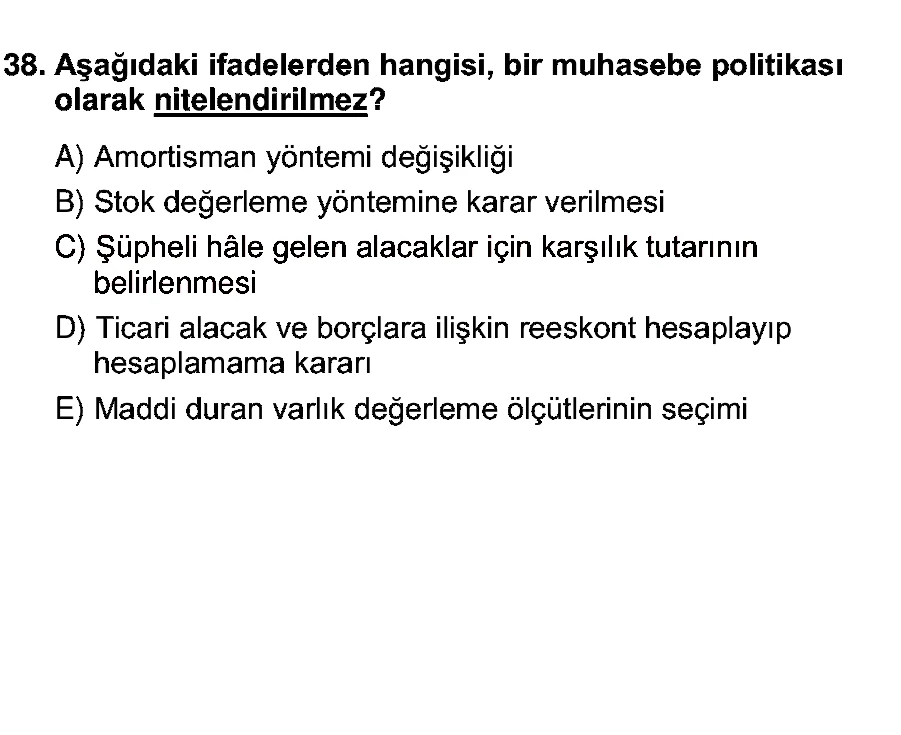 38. Aşağıdaki ifadelerden hangisi, bir muhasebe politikası
olarak nitelendirilmez?
A) Amortisman yöntemi değişikliği
B) Stok değerleme yöntemine karar verilmesi
C) Şüpheli hâle gelen alacaklar için karşılık tutarının
belirlenmesi
D) Ticari alacak ve borçlara ilişkin reeskont hesaplayıp
hesaplamama kararı
E) Maddi duran varlık değerleme ölçütlerinin seçimi